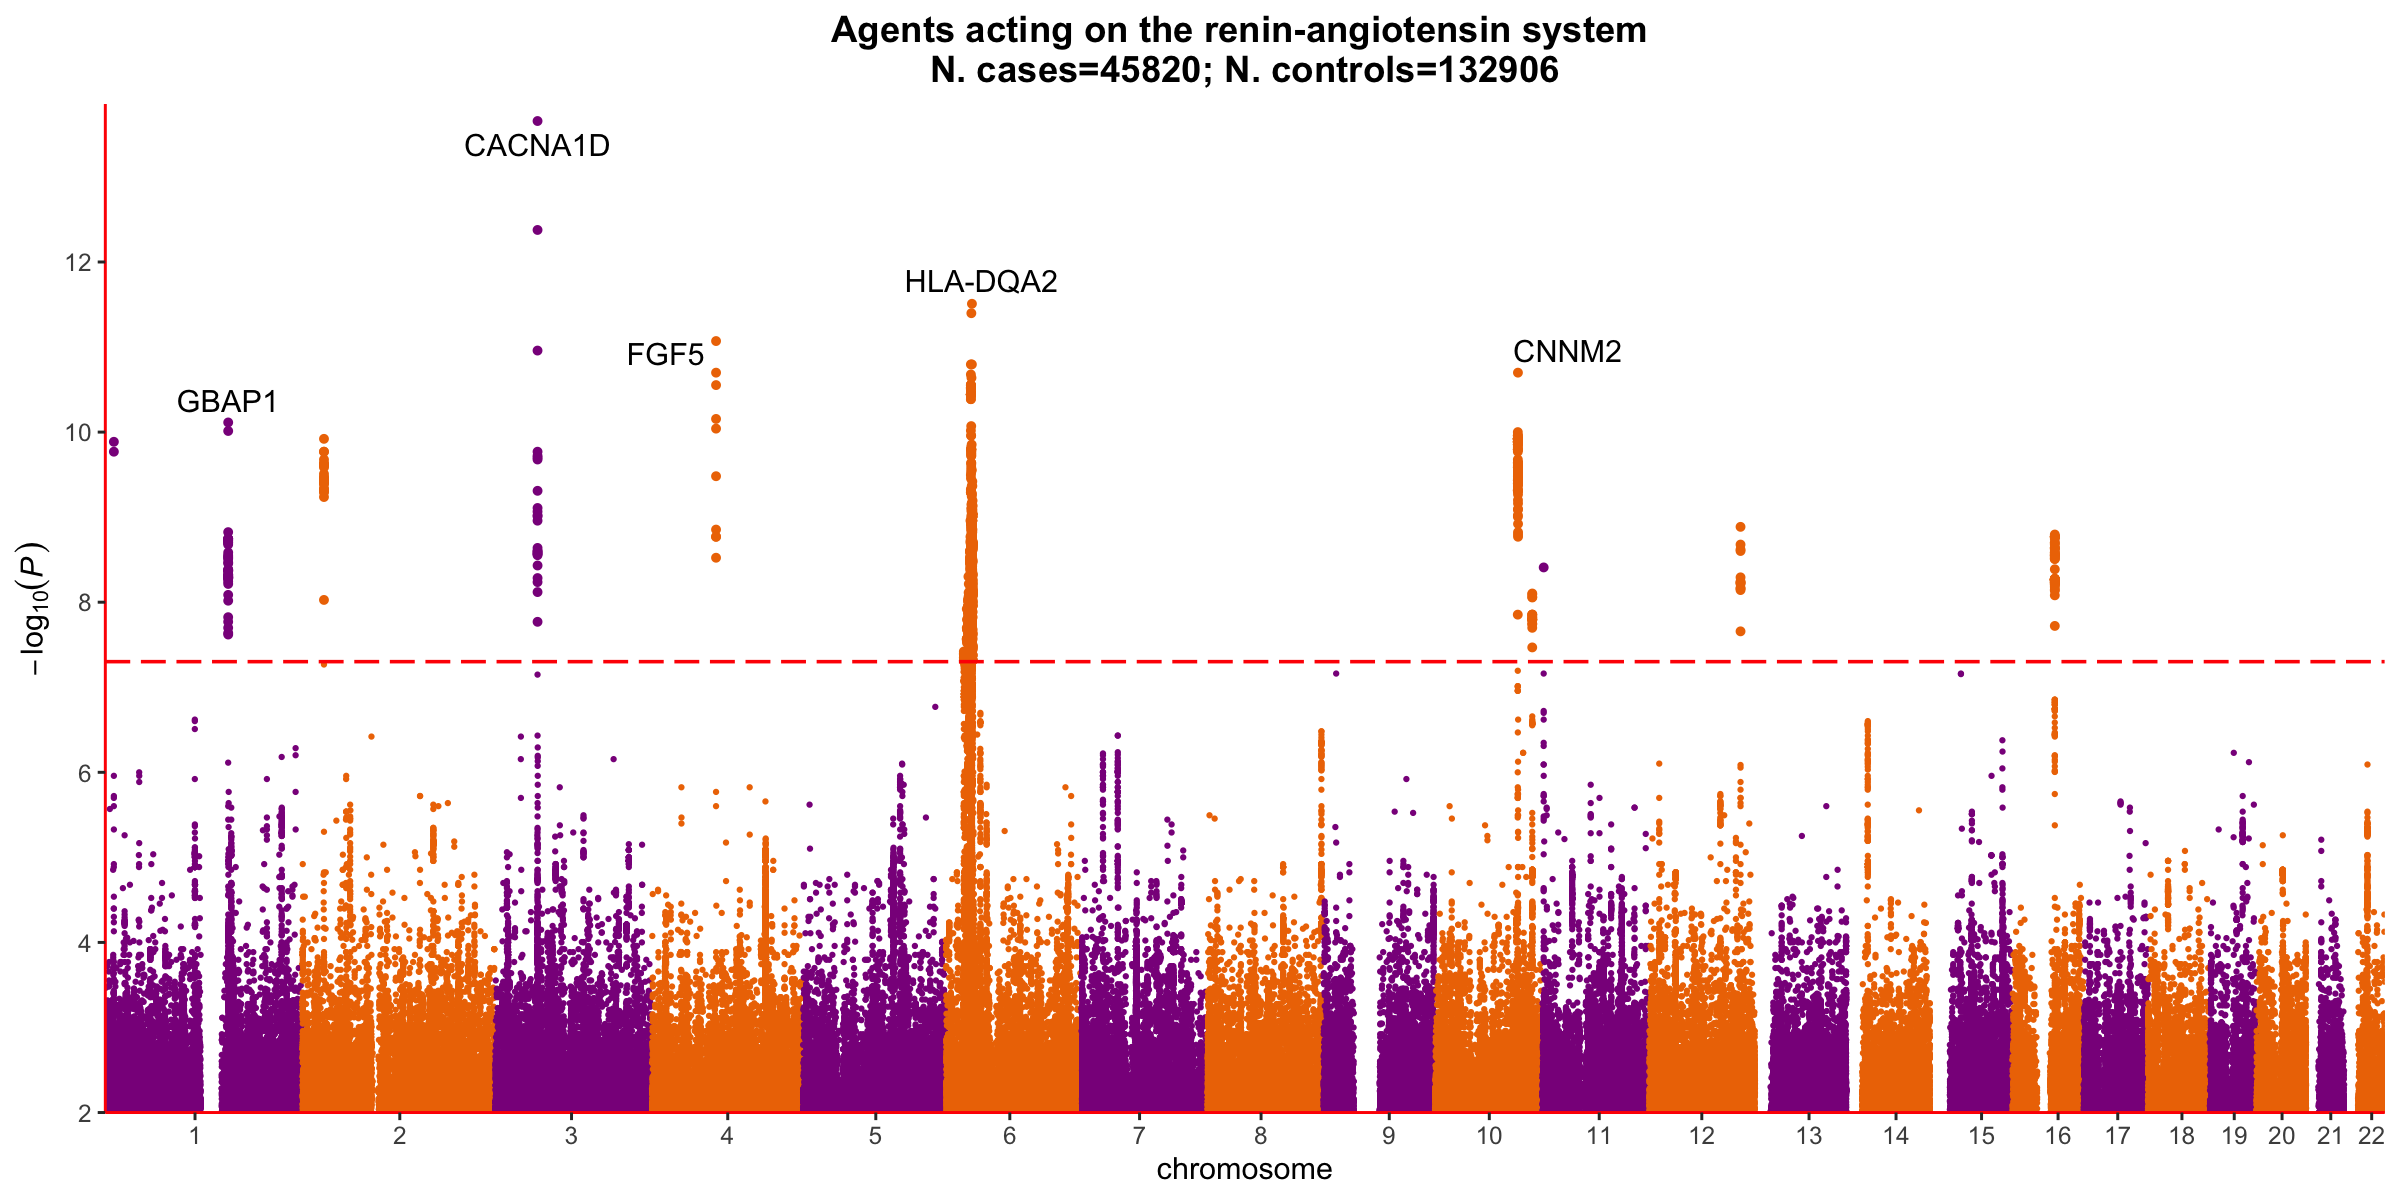 Agents acting on the renin-angiotensin system
N. cases=45820; N. controls=132906
CACNA1D
HLA-DQA2
FGF5
CNNM2
GBAP1
12
10
8
6
4
2
−log10(P)
1 2 3 4 5 6 7 8 9 10 11 12 13 14 15 16 17 18 19 20 21 22
chromosome